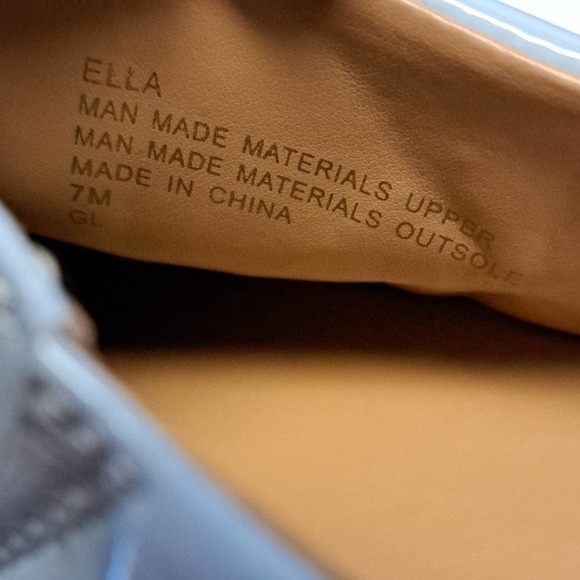 ELLA
MAN MADE MATERIALS UPPER
MAN MADE MATERIALS OUTSOLE
MADE IN CHINA
7M
GL